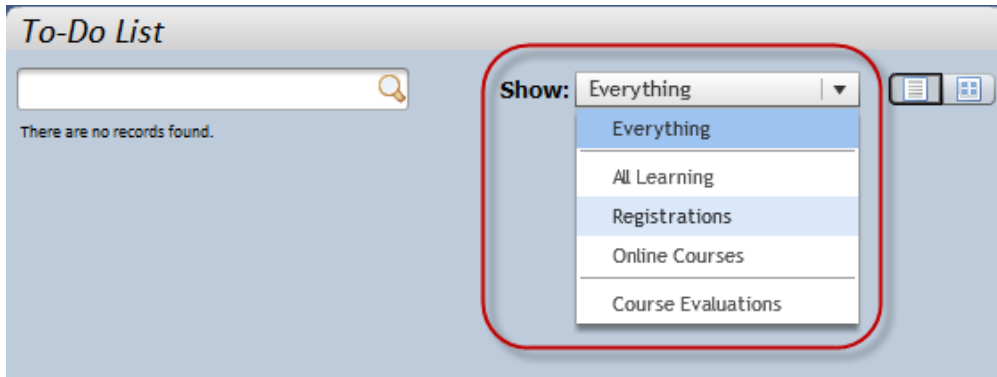 To-Do List
Show: Everything
There are no records found.
Everything
All Learning
Registrations
Online Courses
Course Evaluations